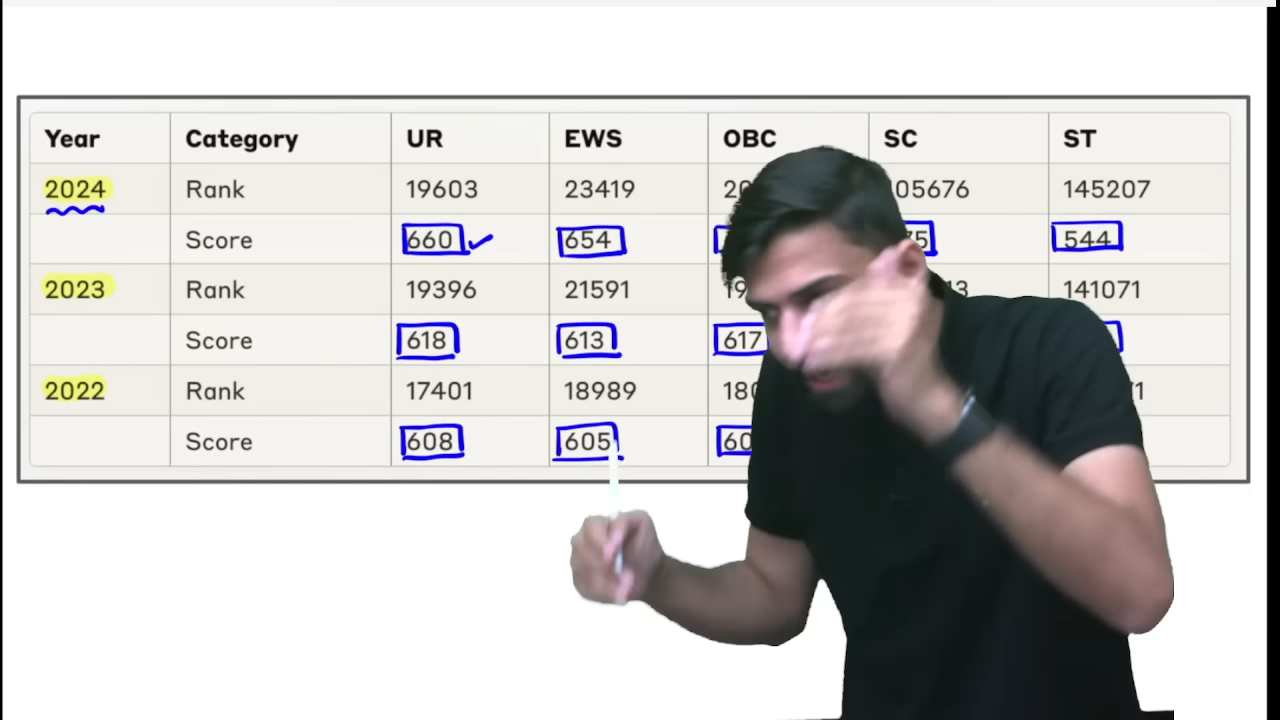 Year Category UR EWS OBC SC ST
2024 Rank 19603 23419 145207
Score 660 654 544
2023 Rank 19396 21591 141071
Score 618 613 617
2022 Rank 17401 18989
Score 608 605